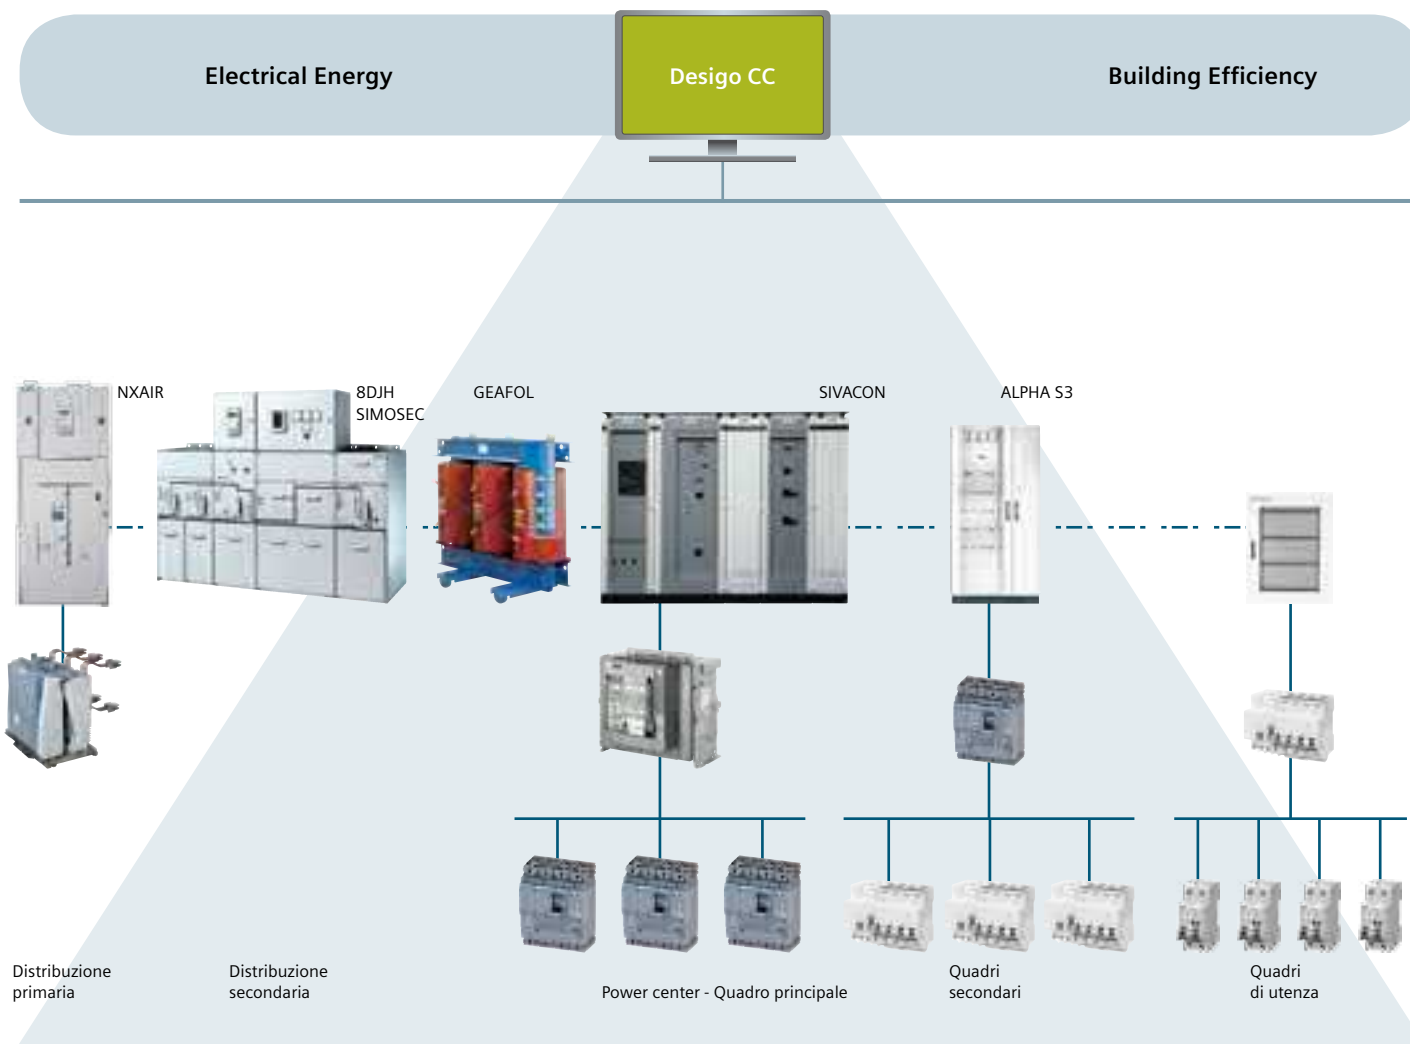 Electrical Energy
Desigo CC
Building Efficiency
NXAIR
8DJH
SIMOSEC
GEAFOL
SIVACON
ALPHA S3
Distribuzione
primaria
Distribuzione
secondaria
Power center - Quadro principale
Quadri
secondari
Quadri
di utenza